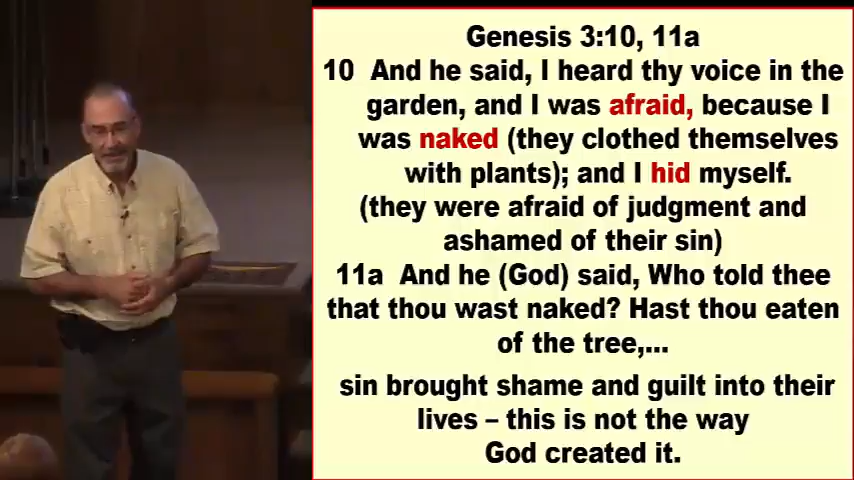 Genesis 3:10, 11a
10 And he said, I heard thy voice in the
garden, and I was afraid, because I
was naked (they clothed themselves
with plants); and I hid myself.
(they were afraid of judgment and
ashamed of their sin)
11a And he (God) said, Who told thee
that thou wast naked? Hast thou eaten
of the tree,...
sin brought shame and guilt into their
lives – this is not the way
God created it.